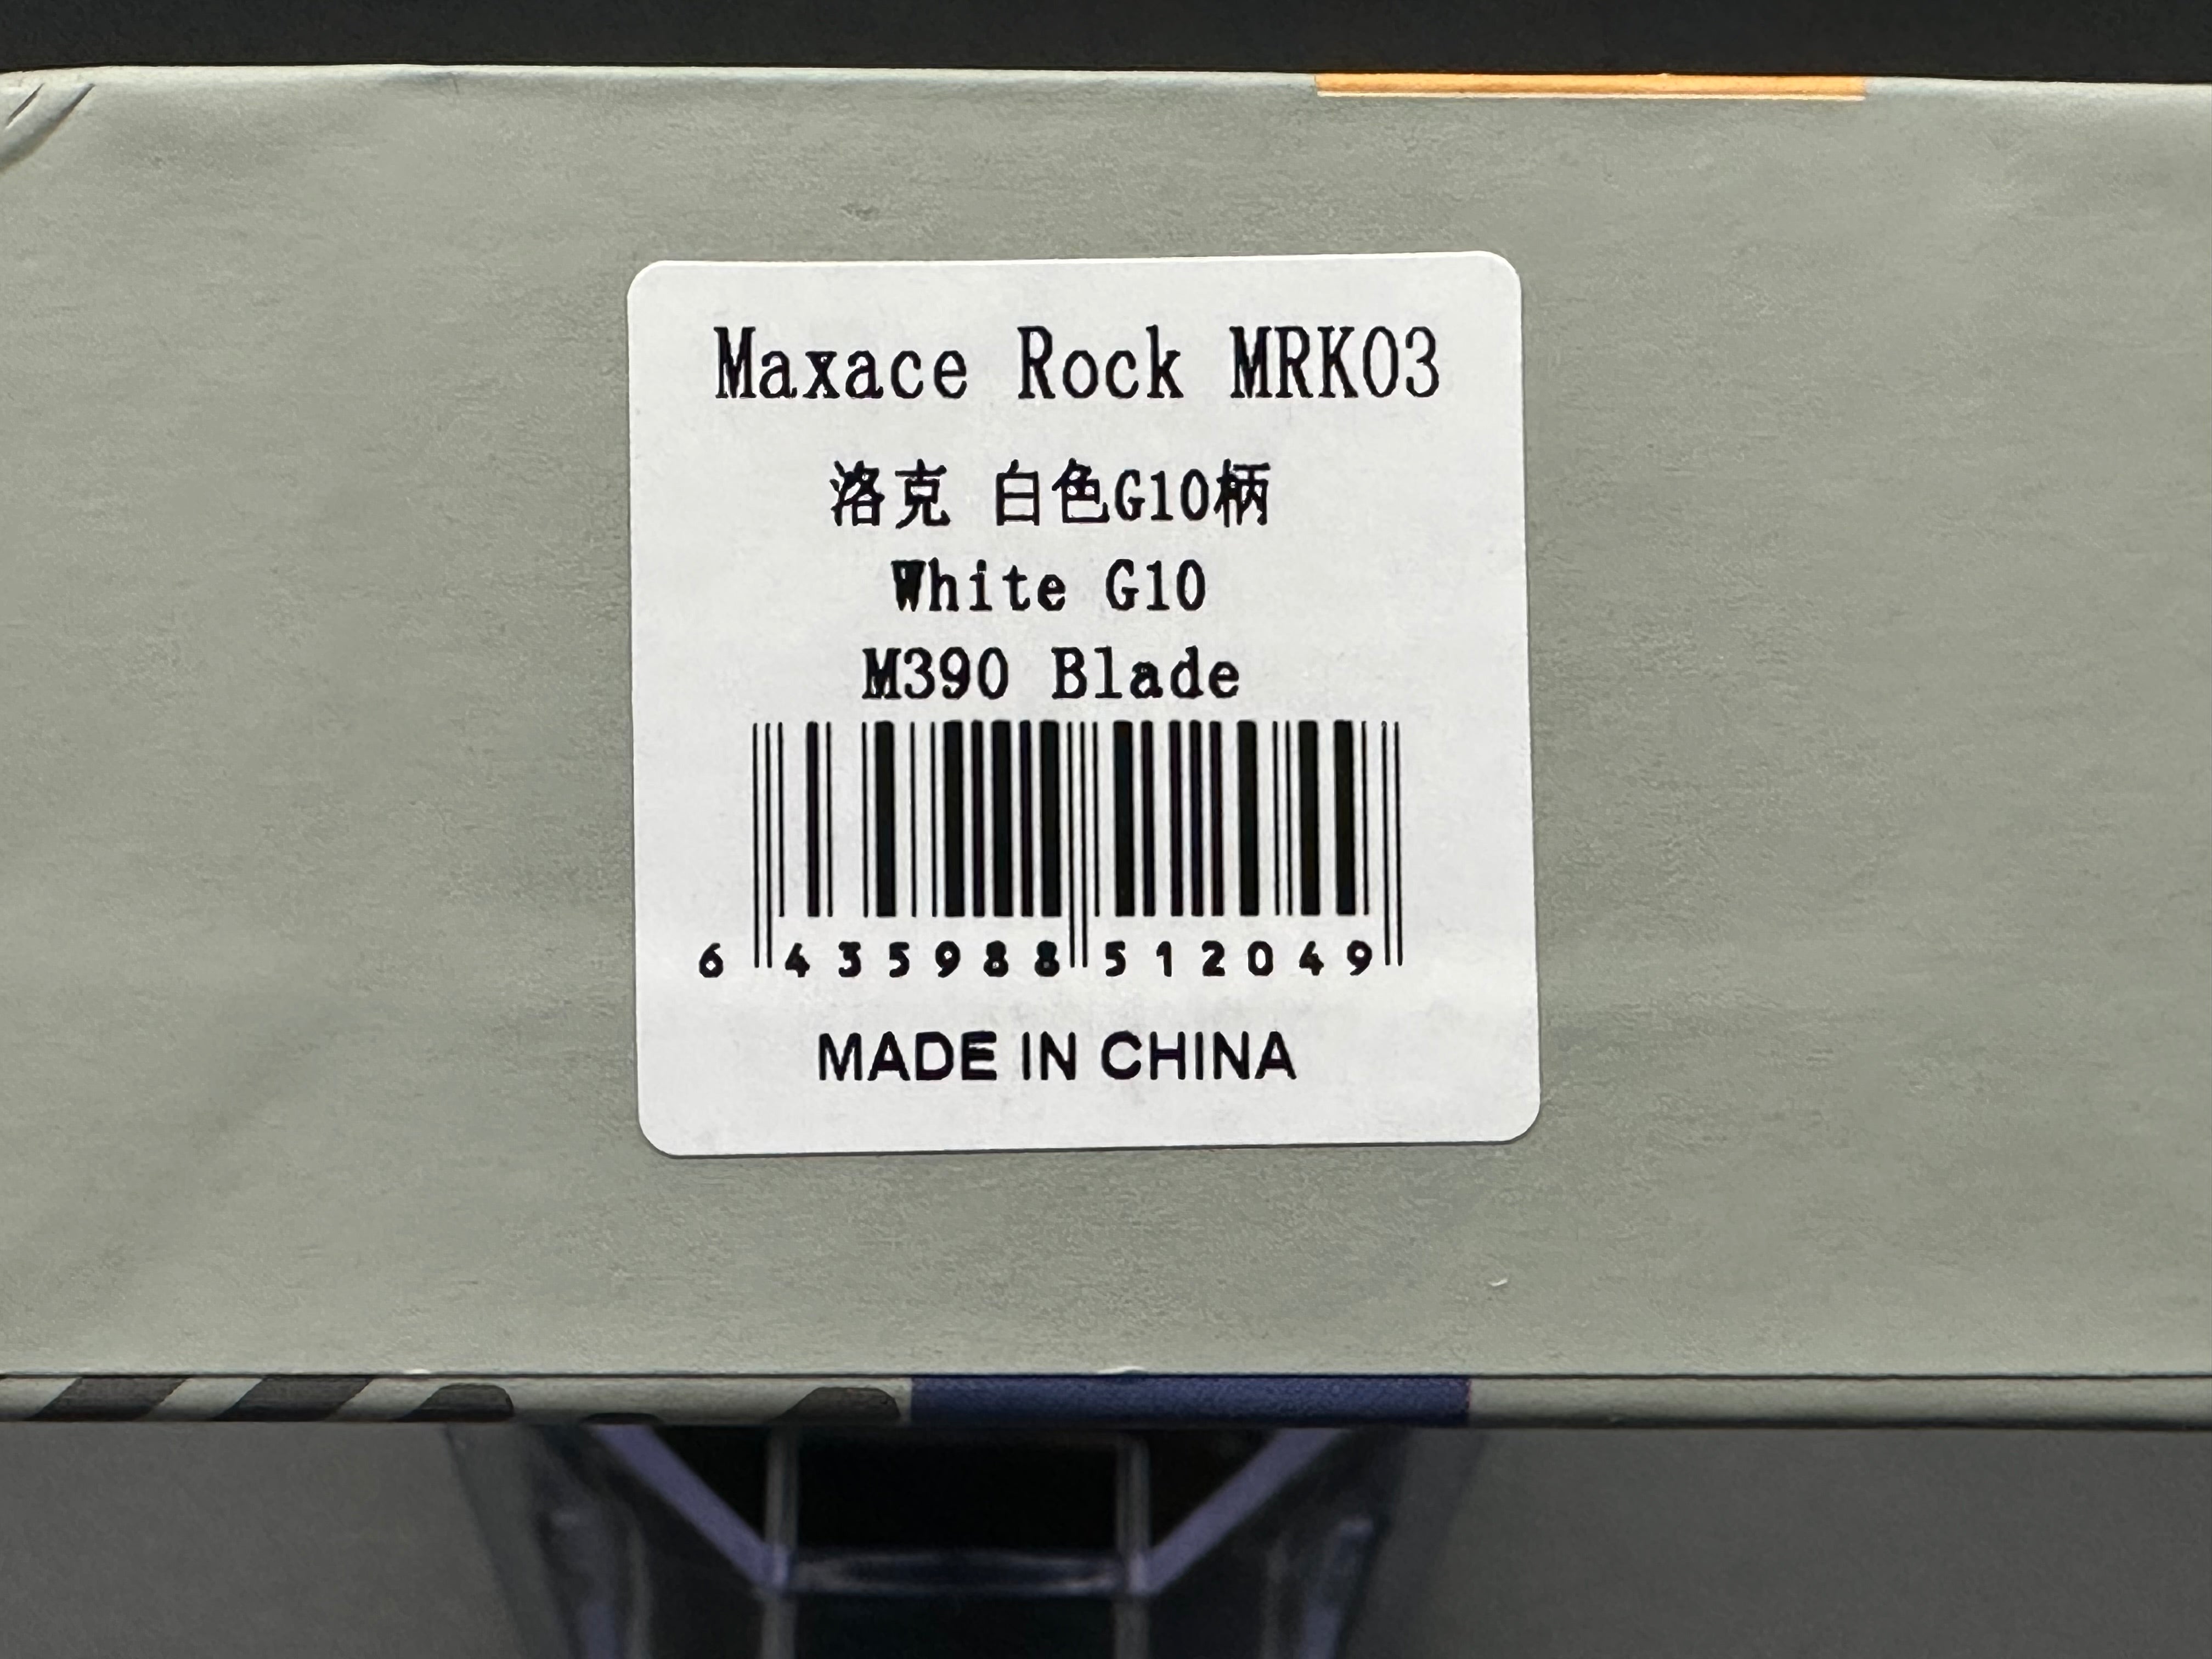 Maxace Rock MRK03
洛克 白色G10柄
White G10
M390 Blade
6 435988 512049
MADE IN CHINA